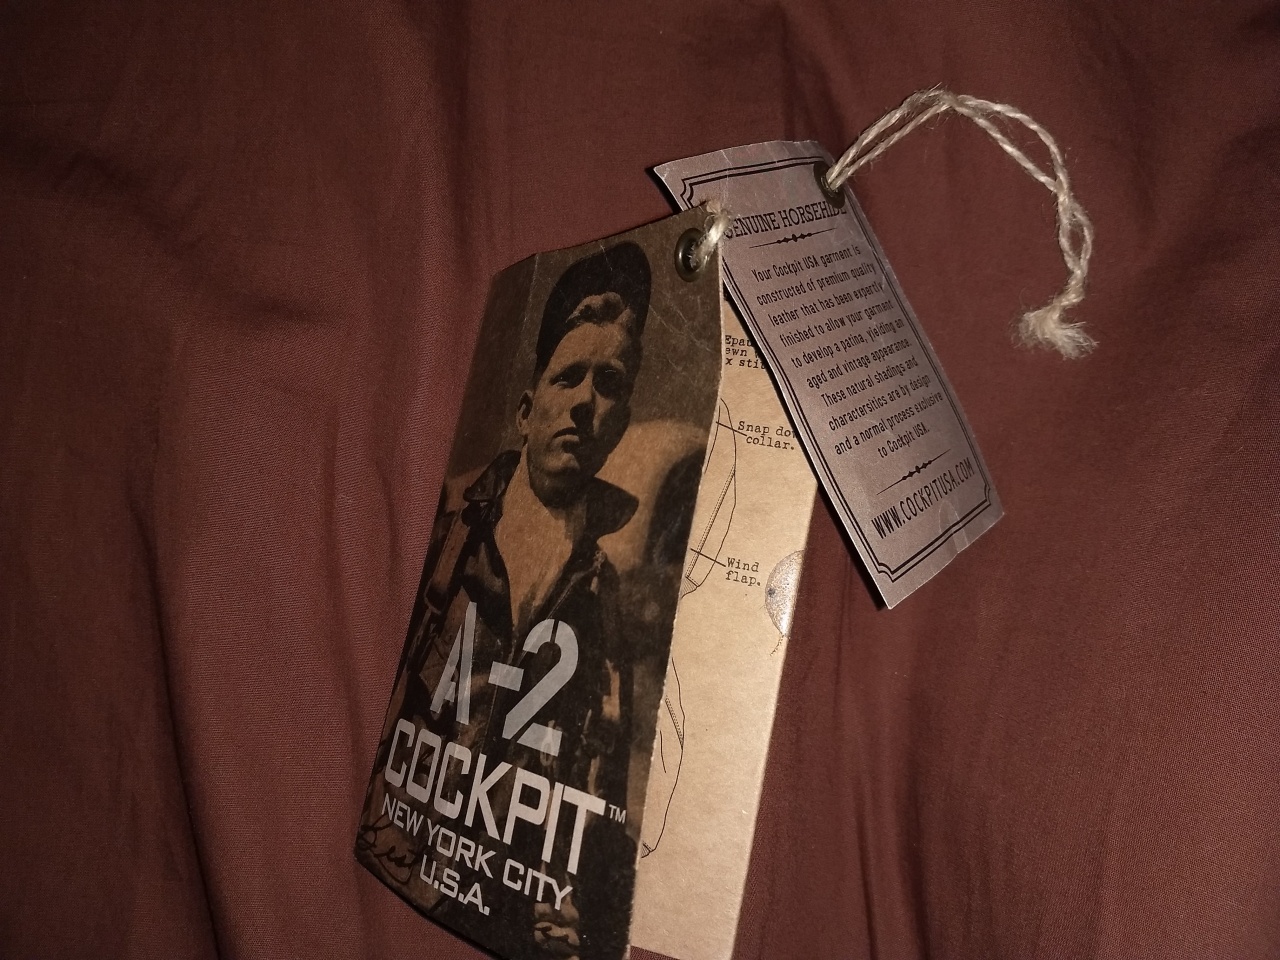 A-2
COCKPIT™
NEW YORK CITY
U.S.A.
Snap
collar.
Wind
flap.
GENUINE HORSEHIDE
Your Cockpit USA garment is
constructed of premium quality
leather that has been expertly
finished to allow your garment
to develop a patina, yielding an
aged and vintage appearance.
These natural shadings and
charactersitics are by design
and a normal process exclusive
to Cockpit USA.
WWW.COCKPITUSA.COM